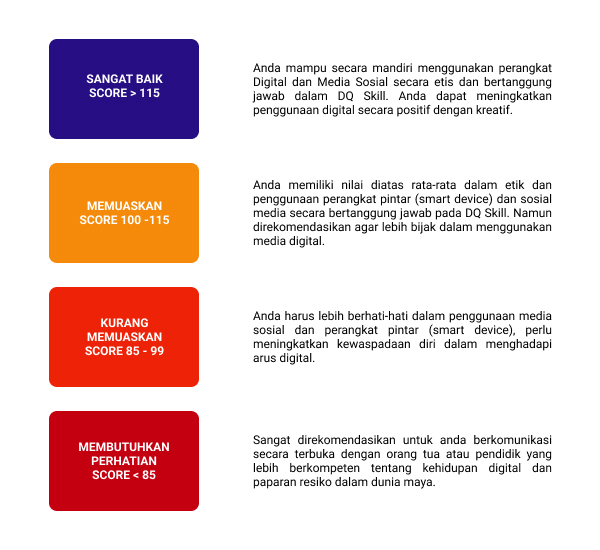 SANGAT BAIK
SCORE > 115
Anda mampu secara mandiri menggunakan perangkat
Digital dan Media Sosial secara etis dan bertanggung
jawab dalam DQ Skill. Anda dapat meningkatkan
penggunaan digital secara positif dengan kreatif.
MEMUASKAN
SCORE 100 -115
Anda memiliki nilai diatas rata-rata dalam etik dan
penggunaan perangkat pintar (smart device) dan sosial
media secara bertanggung jawab pada DQ Skill. Namun
direkomendasikan agar lebih bijak dalam menggunakan
media digital.
KURANG
MEMUASKAN
SCORE 85 - 99
Anda harus lebih berhati-hati dalam penggunaan media
sosial dan perangkat pintar (smart device), perlu
meningkatkan kewaspadaan diri dalam menghadapi
arus digital.
MEMBUTUHKAN
PERHATIAN
SCORE < 85
Sangat direkomendasikan untuk anda berkomunikasi
secara terbuka dengan orang tua atau pendidik yang
lebih berkompeten tentang kehidupan digital dan
paparan resiko dalam dunia maya.